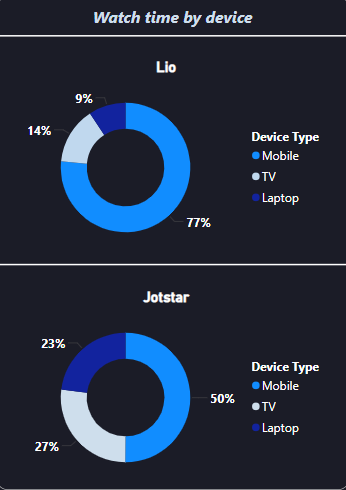 Watch time by device
Lio
9%
14%
77%
Device Type
Mobile
TV
Laptop
Jotstar
23%
50%
27%
Device Type
Mobile
TV
Laptop